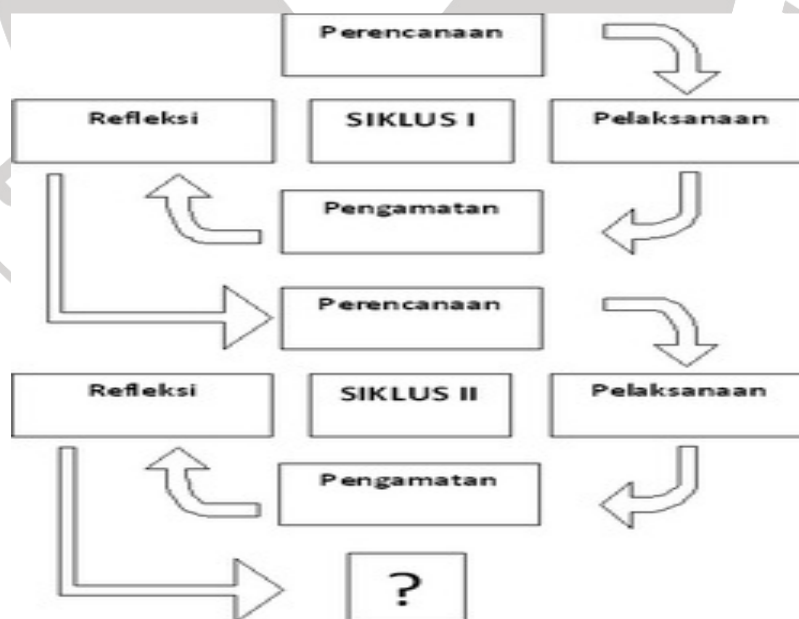 Perencanaan
Refleksi
SIKLUS I
Pelaksanaan
Pengamatan
Perencanaan
Refleksi
SIKLUS II
Pelaksanaan
Pengamatan
?